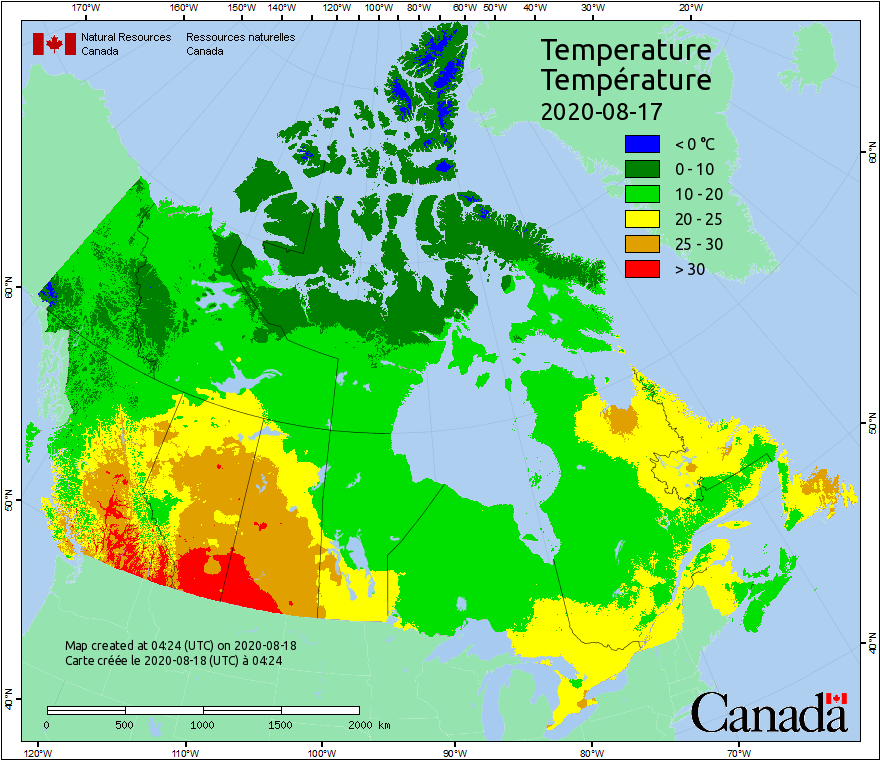 170°W 160°W 150°W 140°W 130°W 120°W 110°W 100°W 90°W 80°W 70°W 60°W 50°W 40°W 30°W 20°W
Natural Resources Canada
Ressources naturelles Canada
Temperature
Température
2020-08-17
< 0 °C
0 - 10
10 - 20
20 - 25
25 - 30
> 30
60°N
60°N
50°N
50°N
40°N
40°N
Map created at 04:24 (UTC) on 2020-08-18
Carte créée le 2020-08-18 (UTC) à 04:24
0 500 1000 1500 2000 km
Canada
120°W 110°W 100°W 90°W 80°W 70°W